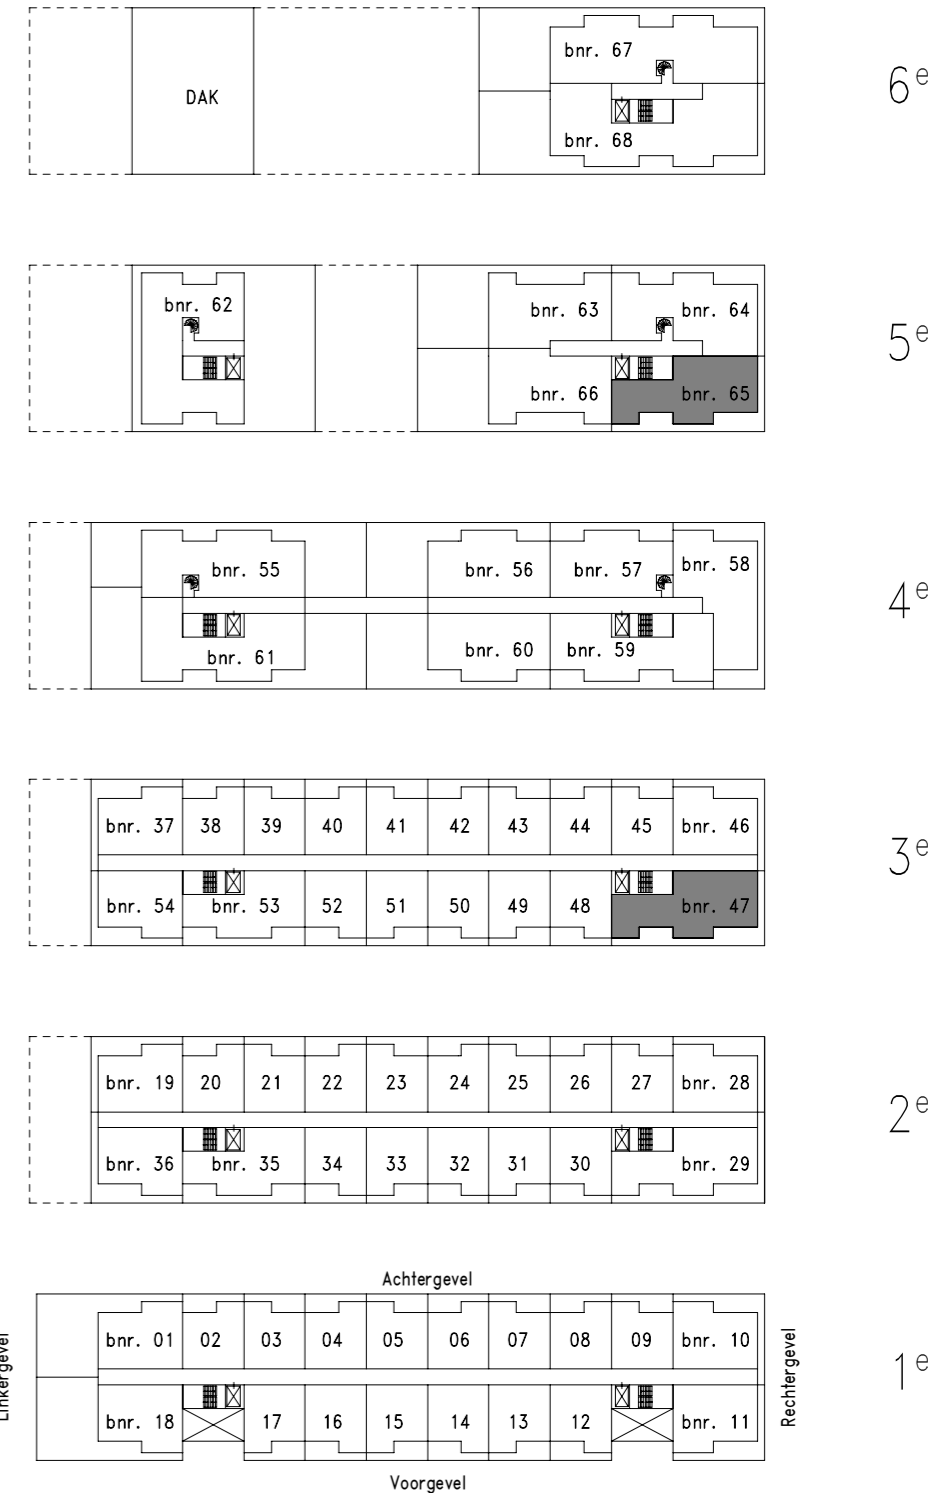 bnr. 67
6e
DAK
bnr. 68
bnr. 62 bnr. 63 bnr. 64
5e
bnr. 66 bnr. 65
bnr. 55 bnr. 56 bnr. 57 bnr. 58
4e
bnr. 61 bnr. 60 bnr. 59
bnr. 37 38 39 40 41 42 43 44 45 bnr. 46
3e
bnr. 54 bnr. 53 52 51 50 49 48 bnr. 47
bnr. 19 20 21 22 23 24 25 26 27 bnr. 28
2e
bnr. 36 bnr. 35 34 33 32 31 30 bnr. 29
Achtergevel
bnr. 01 02 03 04 05 06 07 08 09 bnr. 10
Linkergevel
Rechtergevel
1e
bnr. 18 17 16 15 14 13 12 bnr. 11
Voorgevel